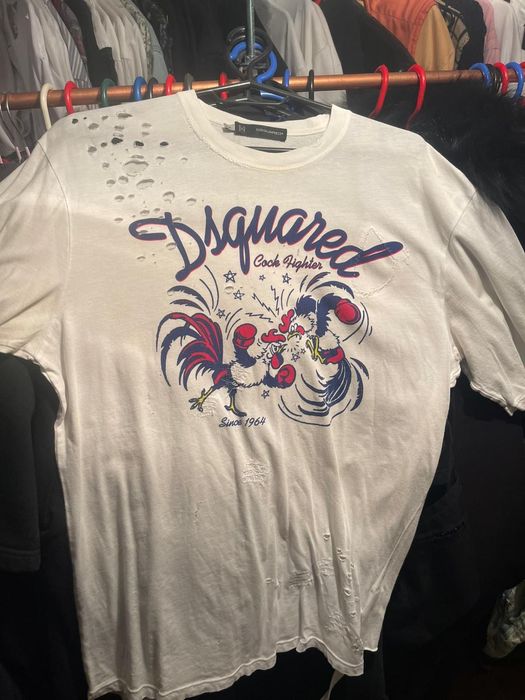 Dsquared
Cock Fighter
Since 1964